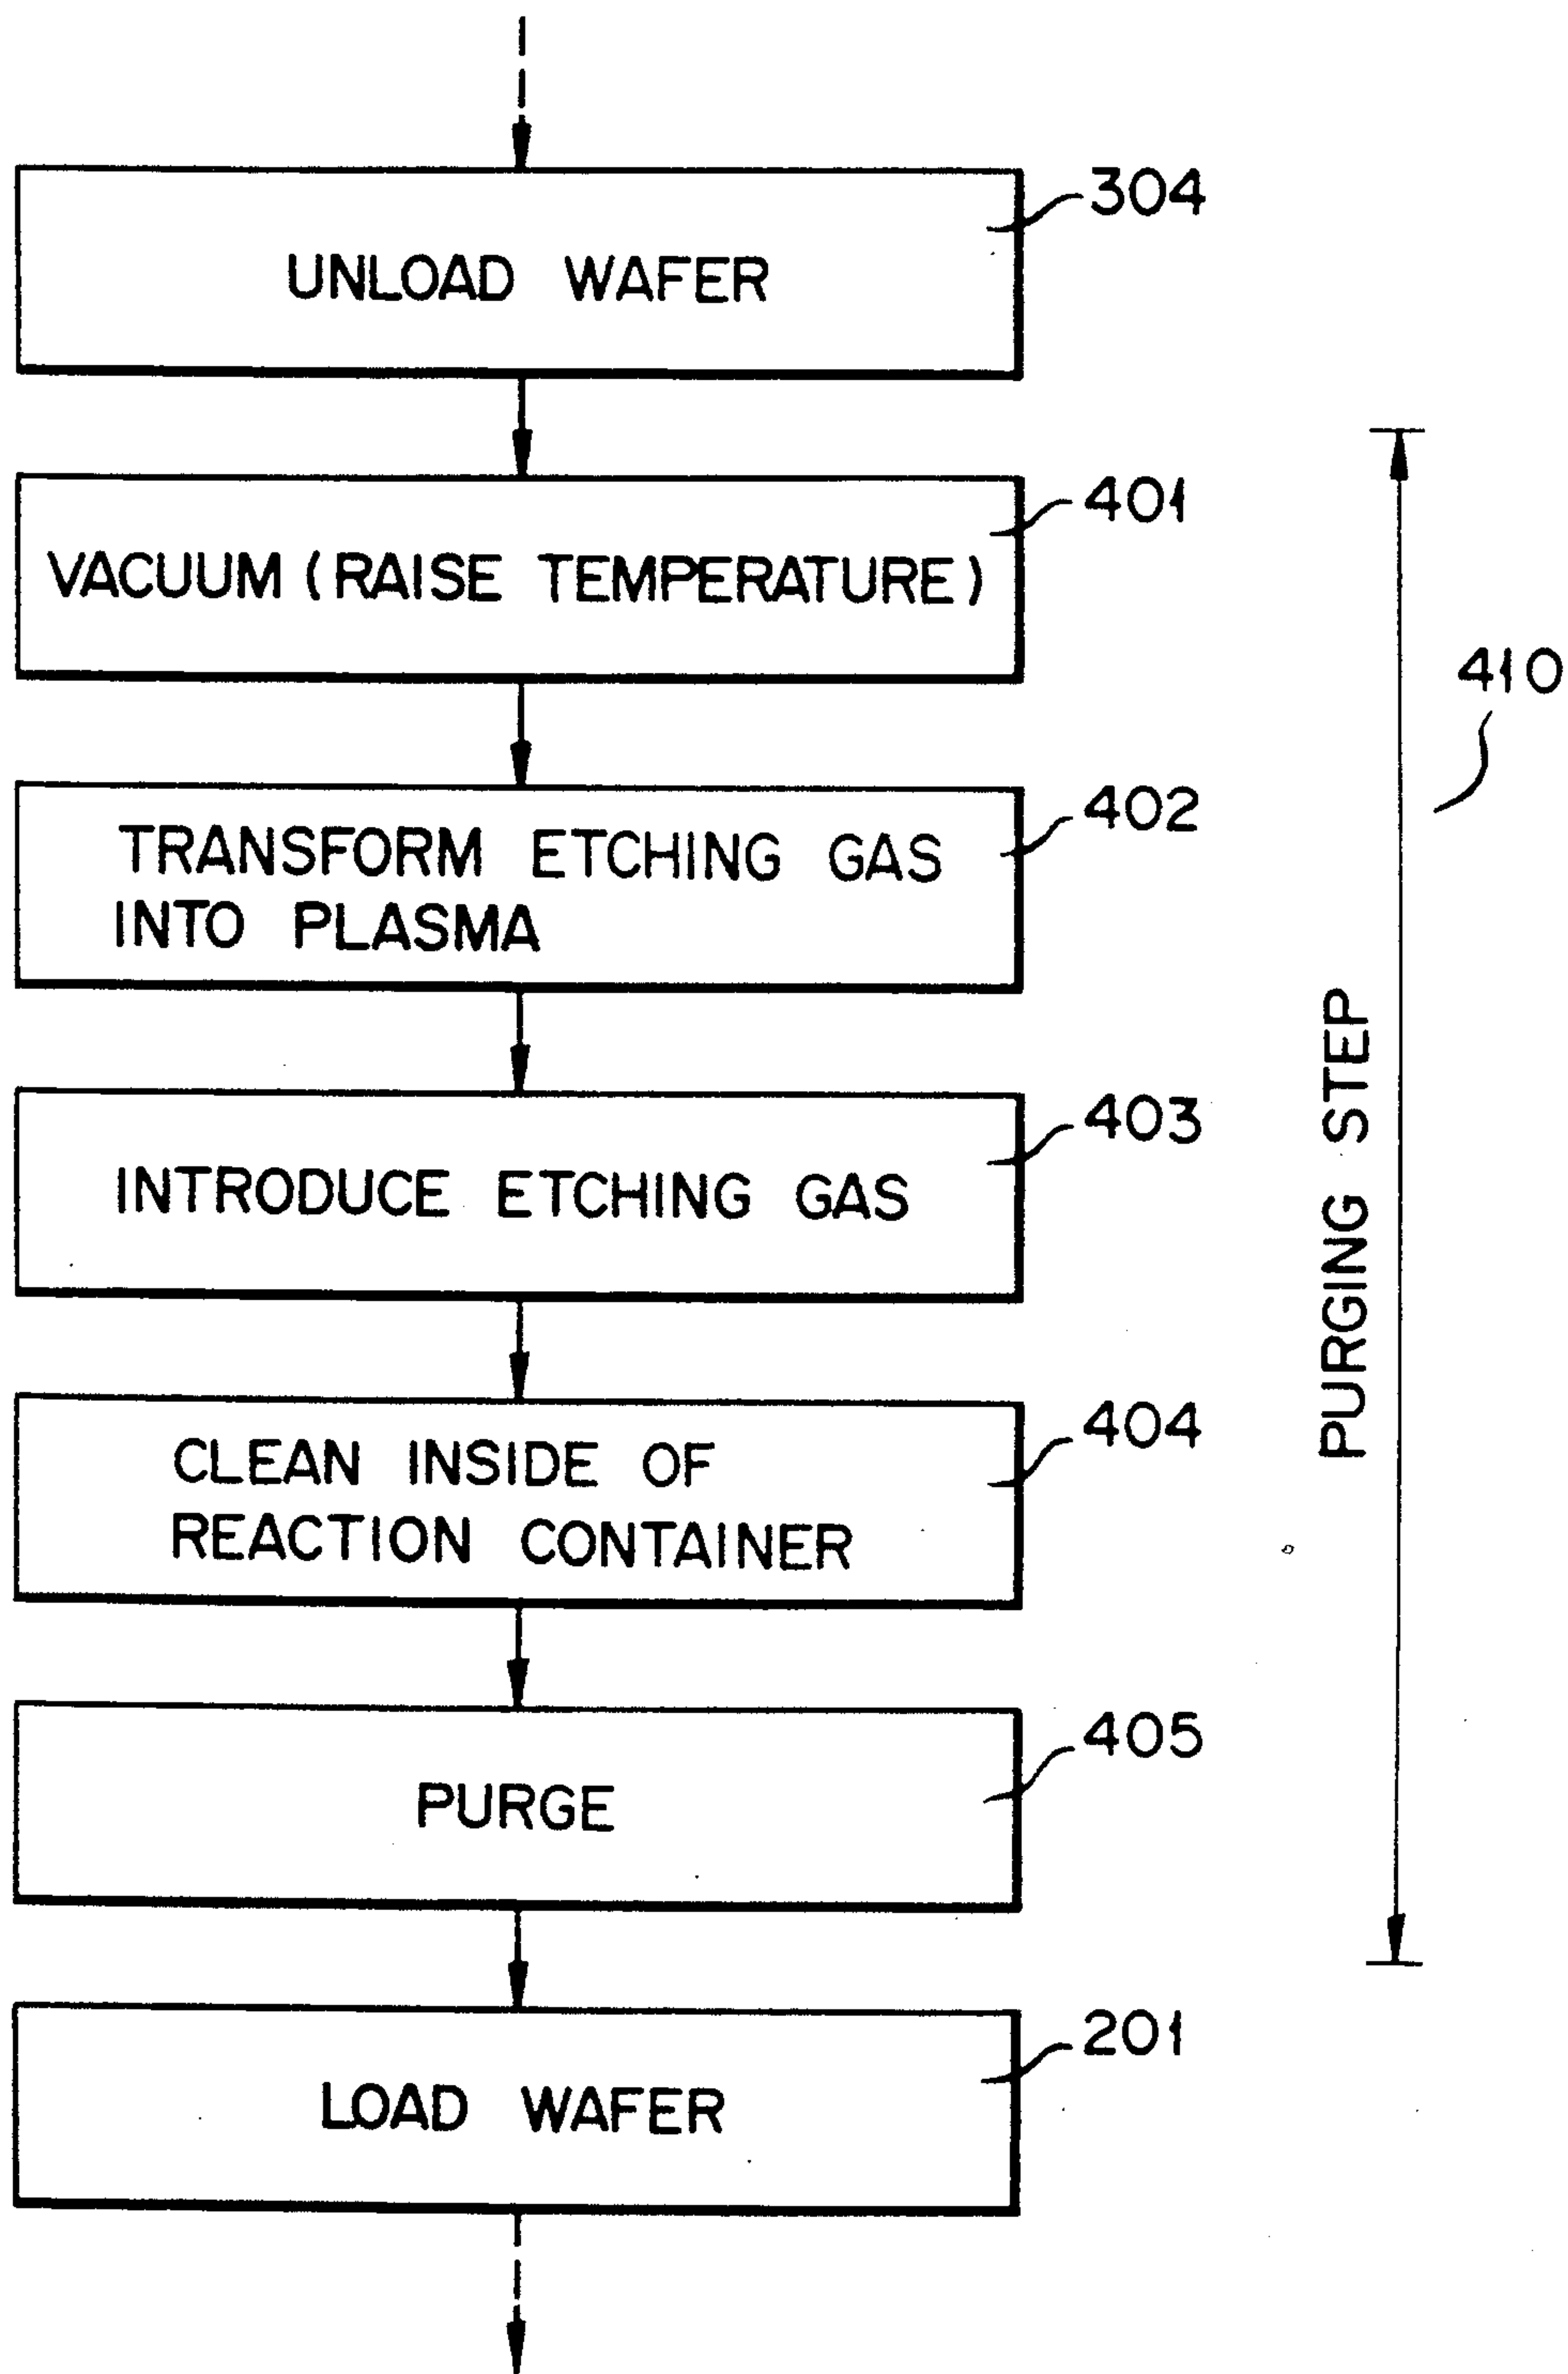 UNLOAD WAFER
304
VACUUM (RAISE TEMPERATURE)
401
TRANSFORM ETCHING GAS
INTO PLASMA
402
INTRODUCE ETCHING GAS
403
CLEAN INSIDE OF
REACTION CONTAINER
404
PURGE
405
LOAD WAFER
201
PURGING STEP
410